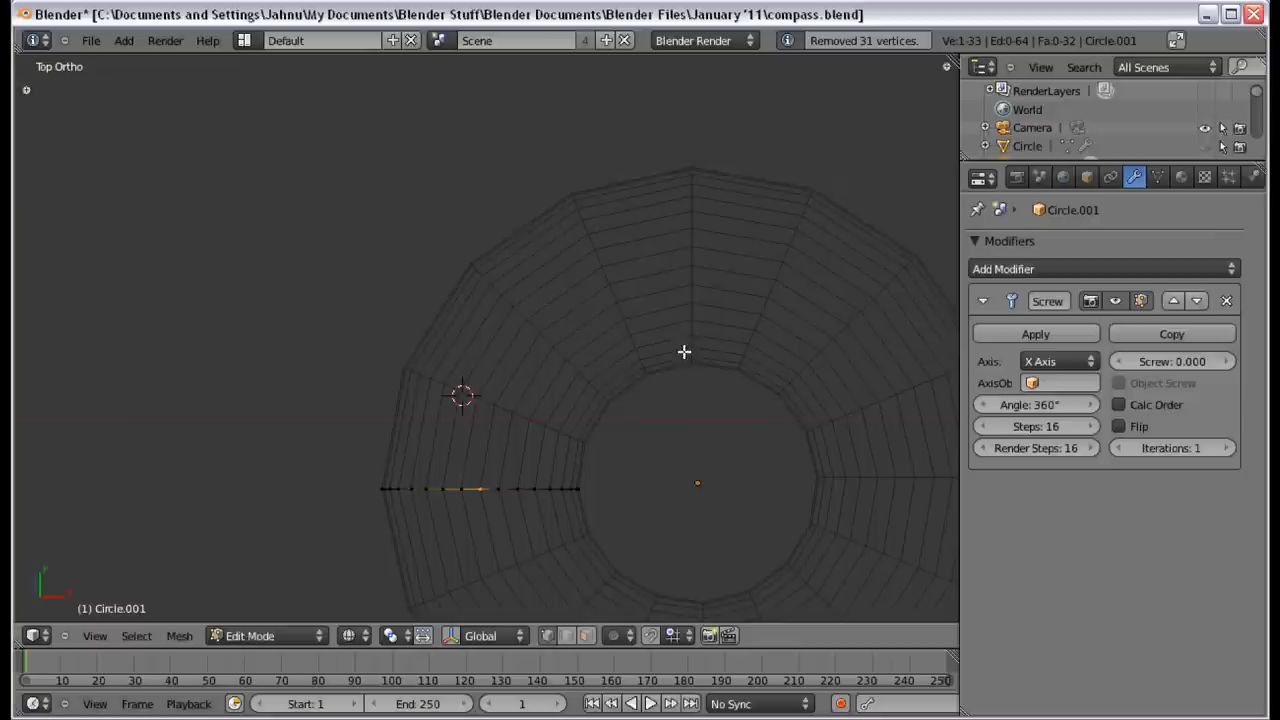 Blender* [C:\Documents and Settings\Jahnu\My Documents\Blender Stuff\Blender Documents\Blender Files\January '11\compass.blend]
File Add Render Help Default Scene 4 Blender Render Removed 31 vertices. Ve:1-33 | Ed:0-64 | Fa:0-32 | Circle.001
Top Ortho
View Search All Scenes
RenderLayers
World
Camera
Circle
Circle.001
Modifiers
Add Modifier
Screw
Apply Copy
Axis: X Axis Screw: 0.000
AxisOb Object Screw
Angle: 360° Calc Order
Steps: 16 Flip
Render Steps: 16 Iterations: 1
(1) Circle.001
View Select Mesh Edit Mode Global
10 20 30 40 50 60 70 80 90 100 110 120 130 140 150 160 170 180 190 200 210 220 230 240 250
View Frame Playback Start: 1 End: 250 1 No Sync